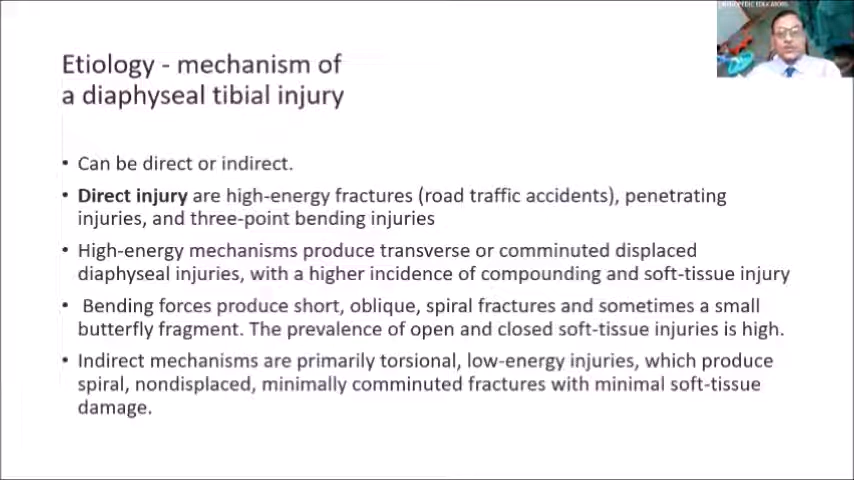 ORTHOPEDIC EDUCATORS
Etiology - mechanism of
a diaphyseal tibial injury
• Can be direct or indirect.
• Direct injury are high-energy fractures (road traffic accidents), penetrating
injuries, and three-point bending injuries
• High-energy mechanisms produce transverse or comminuted displaced
diaphyseal injuries, with a higher incidence of compounding and soft-tissue injury
• Bending forces produce short, oblique, spiral fractures and sometimes a small
butterfly fragment. The prevalence of open and closed soft-tissue injuries is high.
• Indirect mechanisms are primarily torsional, low-energy injuries, which produce
spiral, nondisplaced, minimally comminuted fractures with minimal soft-tissue
damage.